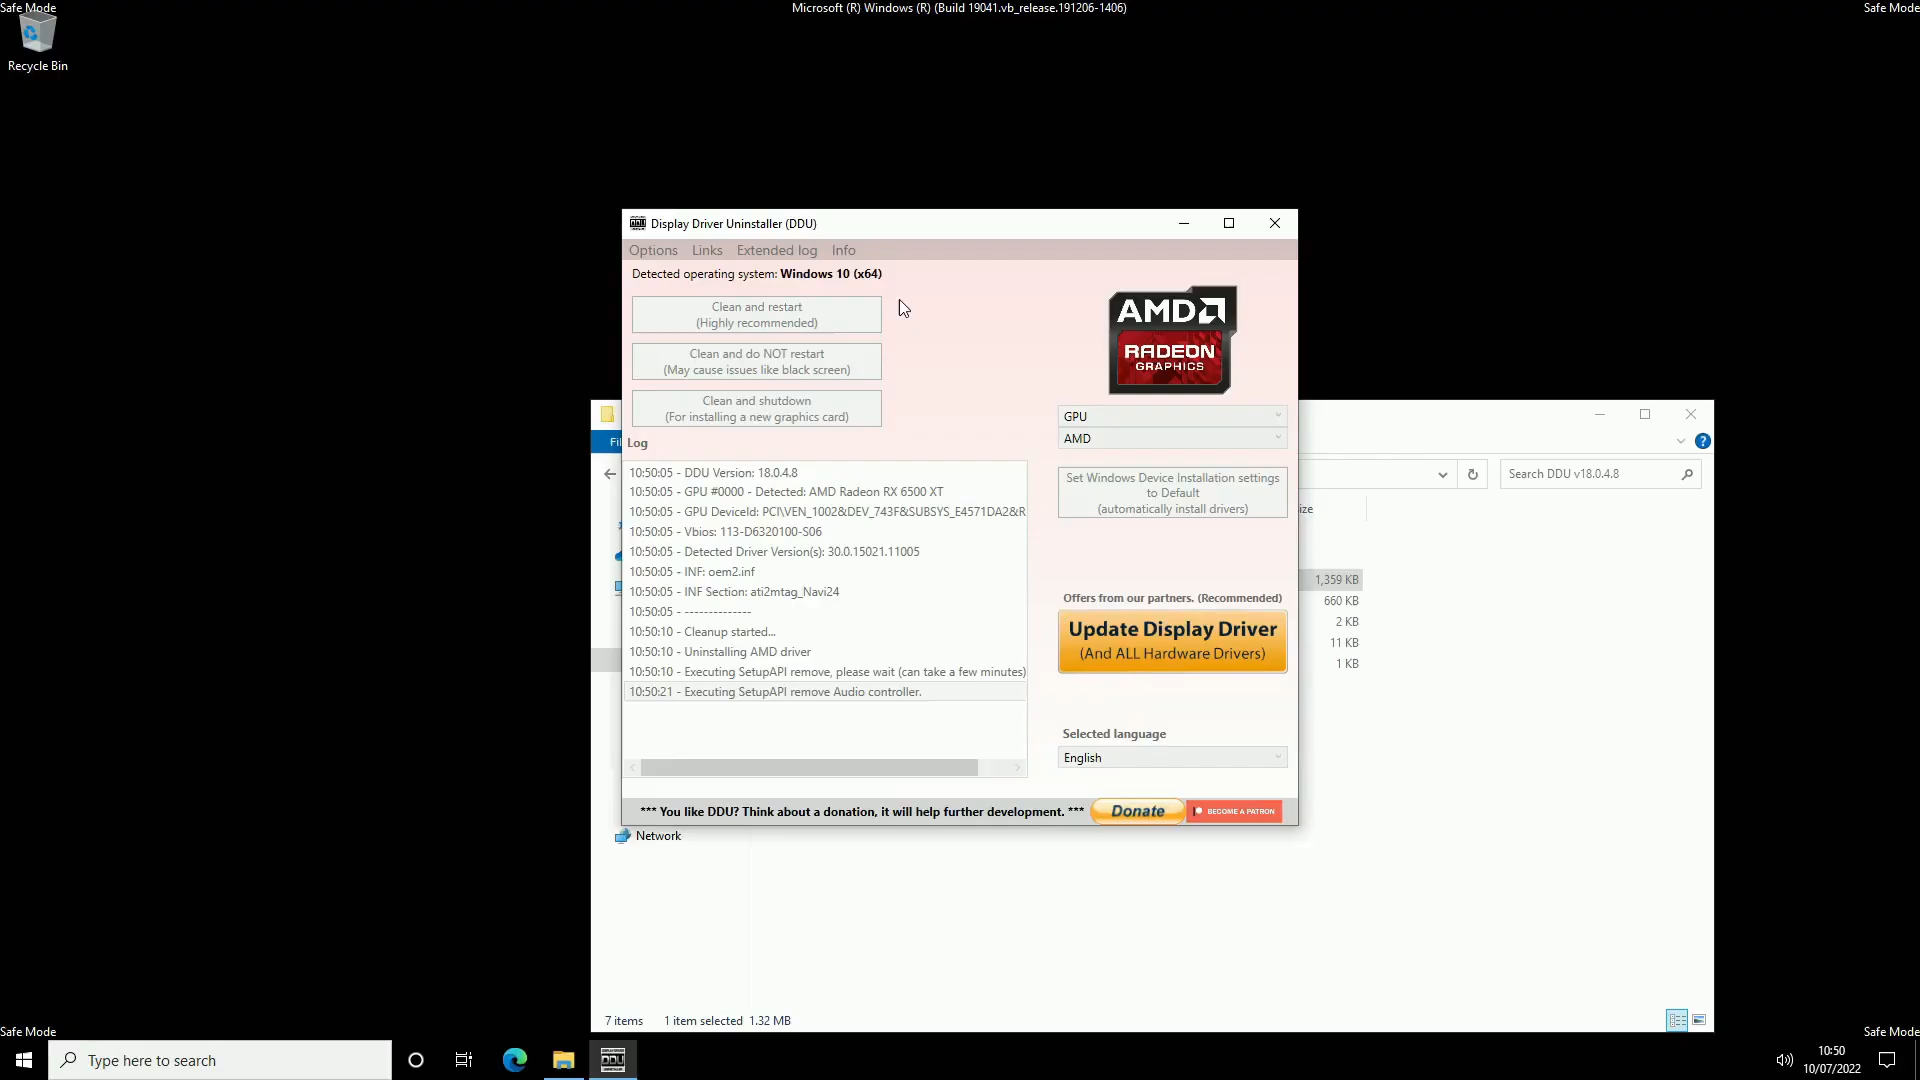 Safe Mode
Microsoft (R) Windows (R) (Build 19041.vb_release.191206-1406)
Safe Mode
Recycle Bin
Display Driver Uninstaller (DDU)
Options Links Extended log Info
Detected operating system: Windows 10 (x64)
Clean and restart
(Highly recommended)
Clean and do NOT restart
(May cause issues like black screen)
Clean and shutdown
(For installing a new graphics card)
AMD
RADEON
GRAPHICS
GPU
AMD
Log
10:50:05 - DDU Version: 18.0.4.8
10:50:05 - GPU #0000 - Detected: AMD Radeon RX 6500 XT
10:50:05 - GPU DeviceId: PCI\VEN_1002&DEV_743F&SUBSYS_E4571DA2&R
10:50:05 - Vbios: 113-D6320100-S06
10:50:05 - Detected Driver Version(s): 30.0.15021.11005
10:50:05 - INF: oem2.inf
10:50:05 - INF Section: ati2mtag_Navi24
10:50:05 - --------------
10:50:10 - Cleanup started...
10:50:10 - Uninstalling AMD driver
10:50:10 - Executing SetupAPI remove, please wait (can take a few minutes)
10:50:21 - Executing SetupAPI remove Audio controller.
Set Windows Device Installation settings
to Default
(automatically install drivers)
Offers from our partners. (Recommended)
Update Display Driver
(And ALL Hardware Drivers)
Selected language
English
*** You like DDU? Think about a donation, it will help further development. ***
Donate
BECOME A PATRON
Fi
Search DDU v18.0.4.8
ize
1,359 KB
660 KB
2 KB
11 KB
1 KB
Network
7 items 1 item selected 1.32 MB
Safe Mode
Safe Mode
Type here to search
DDU
10:50
10/07/2022